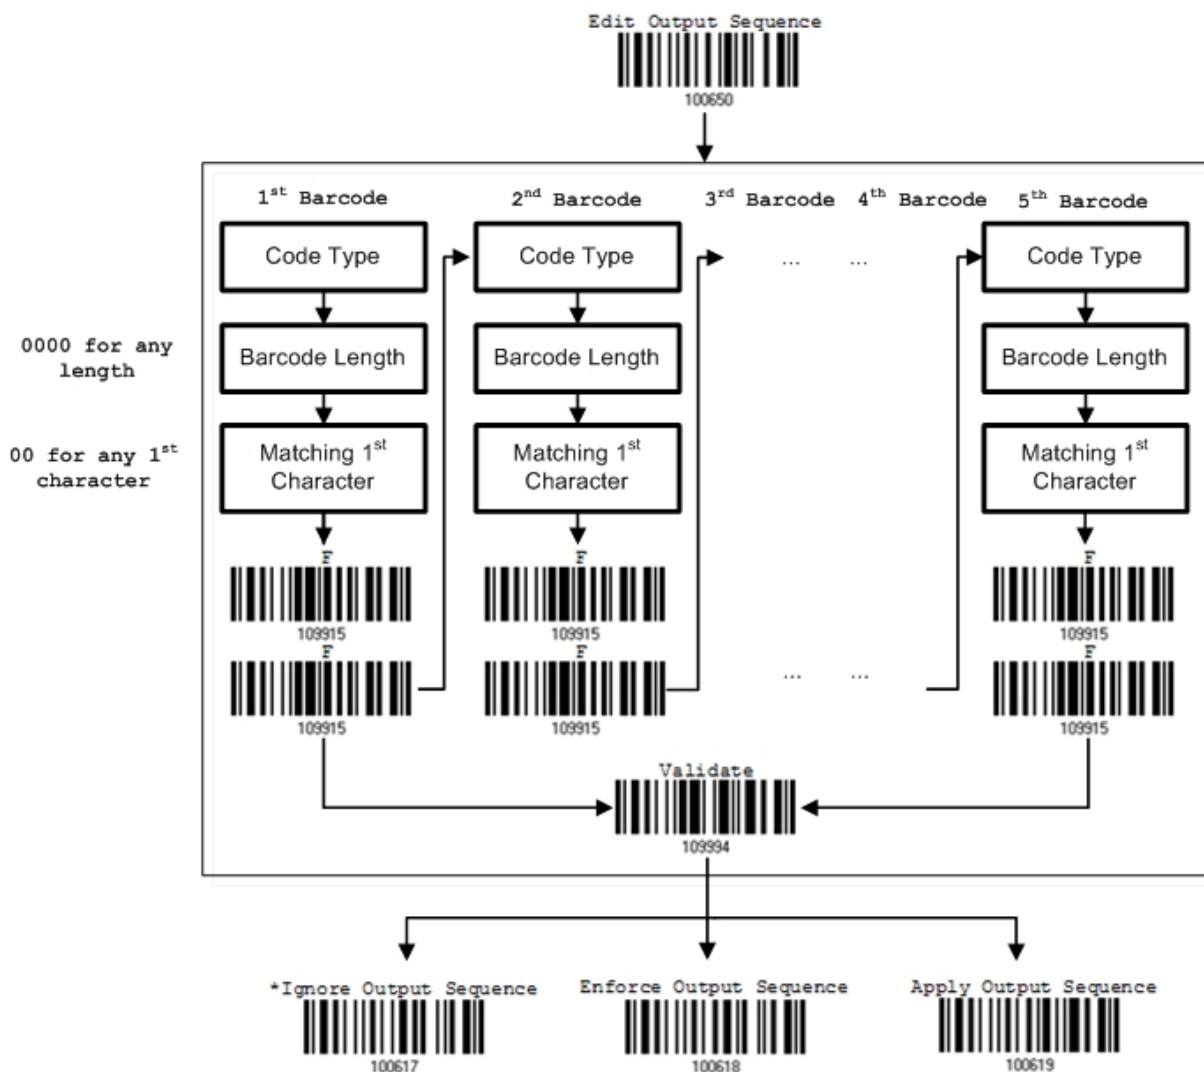 Edit Output Sequence
100650
1st Barcode 2nd Barcode 3rd Barcode 4th Barcode 5th Barcode
Code Type Code Type ... ... Code Type
0000 for any
length
Barcode Length Barcode Length Barcode Length
00 for any 1st
character
Matching 1st
Character
Matching 1st
Character
Matching 1st
Character
F F F
109915 109915 109915
F F F
... ...
109915 109915 109915
Validate
109994
*Ignore Output Sequence Enforce Output Sequence Apply Output Sequence
100617 100618 100619